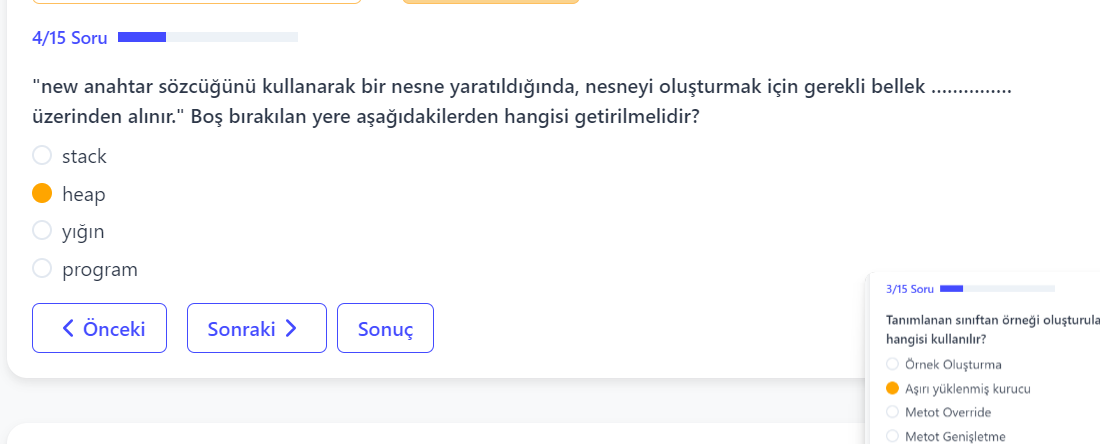 4/15 Soru
"new anahtar sözcüğünü kullanarak bir nesne yaratıldığında, nesneyi oluşturmak için gerekli bellek ...............
üzerinden alınır." Boş bırakılan yere aşağıdakilerden hangisi getirilmelidir?
stack
heap
yığın
program
Önceki
Sonraki
Sonuç
3/15 Soru
Tanımlanan sınıftan örneği oluşturula
hangisi kullanılır?
Örnek Oluşturma
Aşırı yüklenmiş kurucu
Metot Override
Metot Genişletme